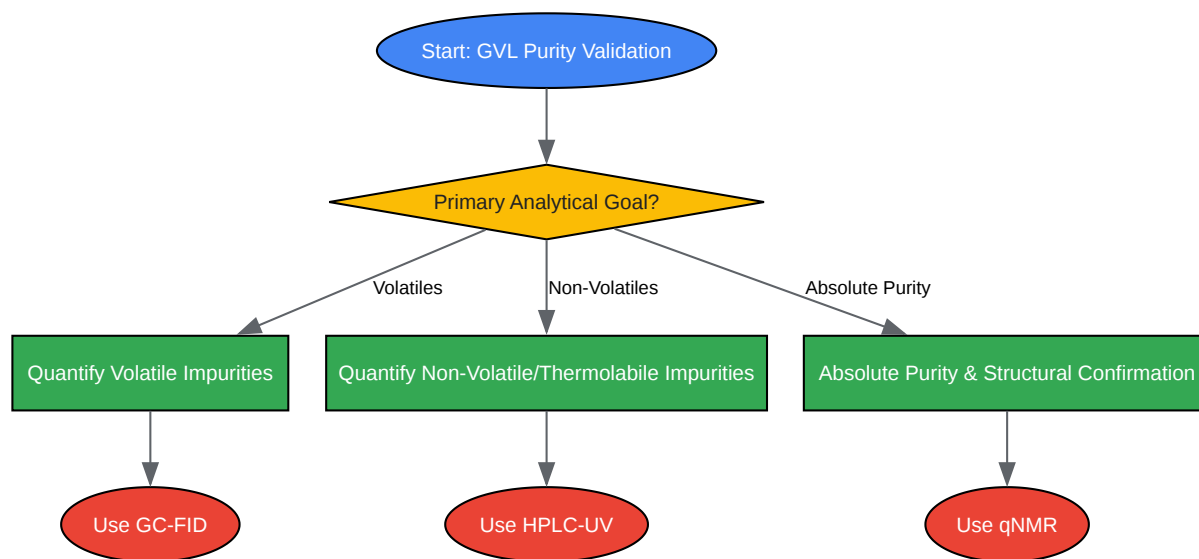 Start: GVL Purity Validation
Primary Analytical Goal?
Volatiles
Non-Volatiles
Absolute Purity
Quantify Volatile Impurities
Quantify Non-Volatile/Thermolabile Impurities
Absolute Purity & Structural Confirmation
Use GC-FID
Use HPLC-UV
Use qNMR